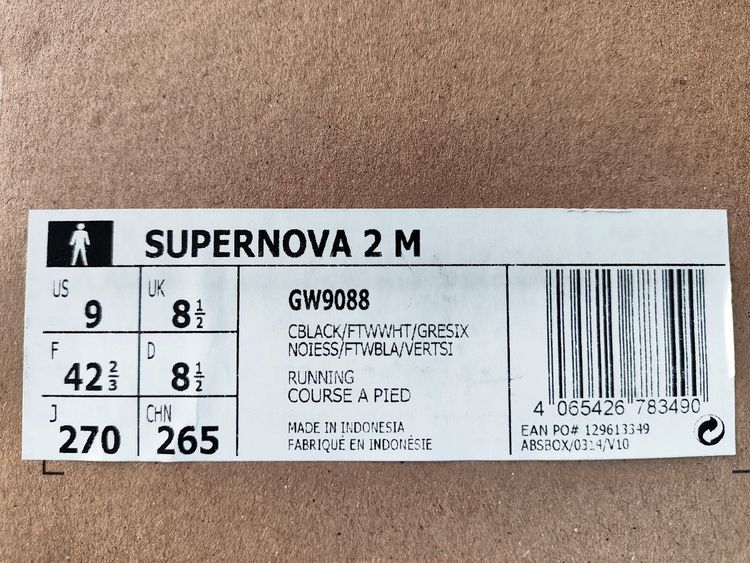 SUPERNOVA 2 M
US 9 UK 8 1/2
F 42 2/3 D 8 1/2
J 270 CHN 265
GW9088
CBLACK/FTWWHT/GRESIX
NOIESS/FTWBLA/VERTSI
RUNNING
COURSE A PIED
MADE IN INDONESIA
FABRIQUÉ EN INDONÉSIE
4 065426 783490
EAN PO# 129613349
ABSBOX/0314/V10